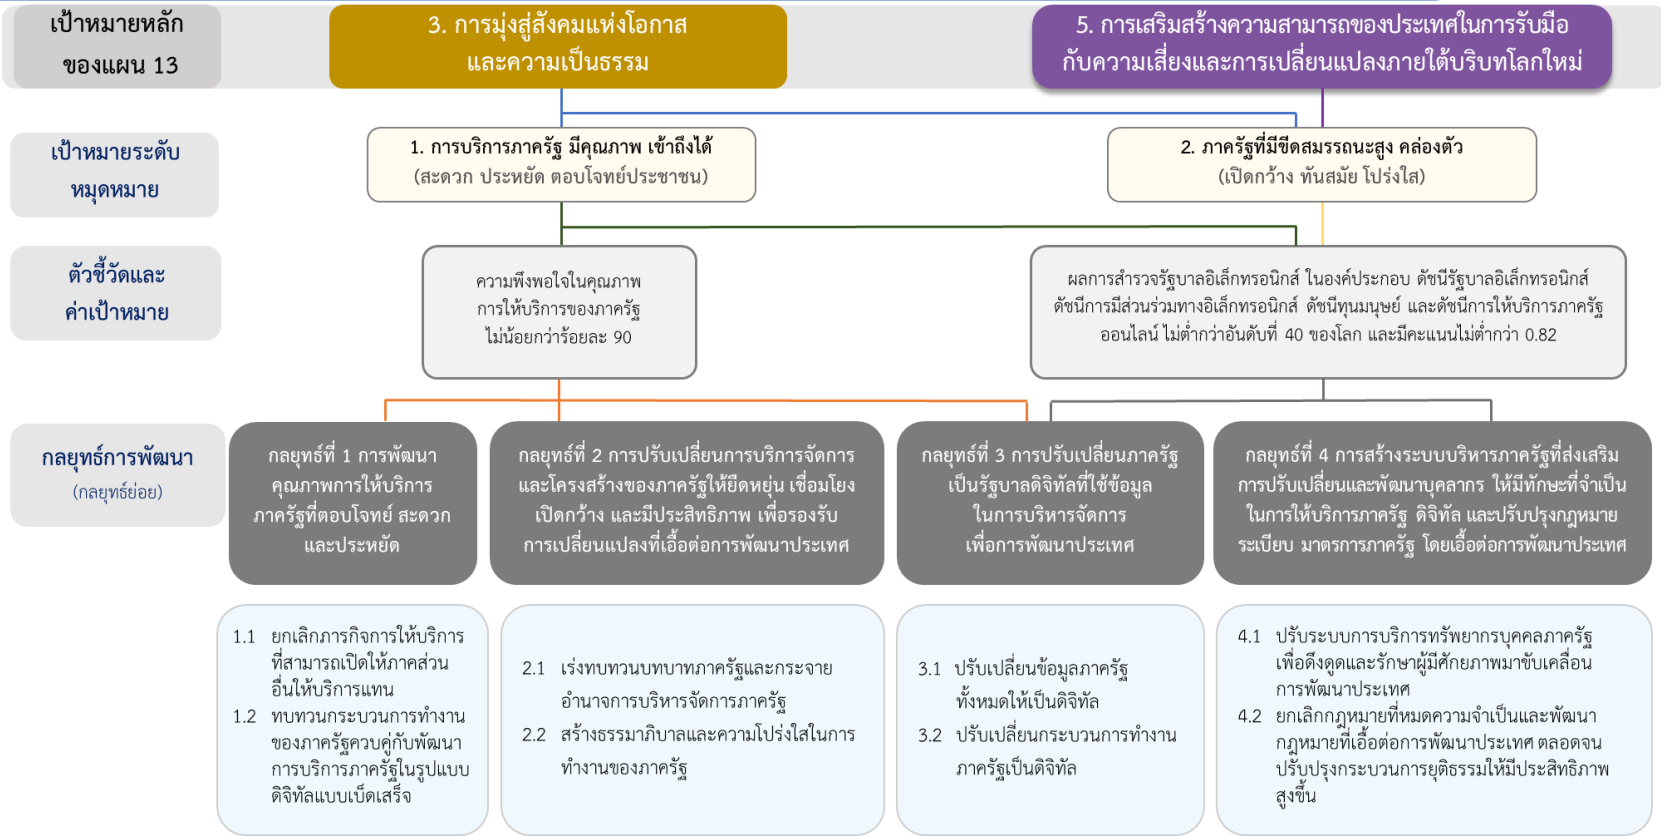 เป้าหมายหลัก
ของแผน 13
3. การมุ่งสู่สังคมแห่งโอกาส
และความเป็นธรรม
5. การเสริมสร้างความสามารถของประเทศในการรับมือ
กับความเสี่ยงและการเปลี่ยนแปลงภายใต้บริบทโลกใหม่
เป้าหมายระดับ
หมุดหมาย
1. การบริการภาครัฐ มีคุณภาพ เข้าถึงได้
(สะดวก ประหยัด ตอบโจทย์ประชาชน)
2. ภาครัฐที่มีขีดสมรรถนะสูง คล่องตัว
(เปิดกว้าง ทันสมัย โปร่งใส)
ตัวชี้วัดและ
ค่าเป้าหมาย
ความพึงพอใจในคุณภาพ
การให้บริการของภาครัฐ
ไม่น้อยกว่าร้อยละ 90
ผลการสำรวจรัฐบาลอิเล็กทรอนิกส์ ในองค์ประกอบ ดัชนีรัฐบาลอิเล็กทรอนิกส์
ดัชนีการมีส่วนร่วมทางอิเล็กทรอนิกส์ ดัชนีทุนมนุษย์ และดัชนีการให้บริการภาครัฐ
ออนไลน์ ไม่ต่ำกว่าอันดับที่ 40 ของโลก และมีคะแนนไม่ต่ำกว่า 0.82
กลยุทธ์การพัฒนา
(กลยุทธ์ย่อย)
กลยุทธ์ที่ 1 การพัฒนา
คุณภาพการให้บริการ
ภาครัฐที่ตอบโจทย์ สะดวก
และประหยัด
กลยุทธ์ที่ 2 การปรับเปลี่ยนการบริการจัดการ
และโครงสร้างของภาครัฐให้ยืดหยุ่น เชื่อมโยง
เปิดกว้าง และมีประสิทธิภาพ เพื่อรองรับ
การเปลี่ยนแปลงที่เอื้อต่อการพัฒนาประเทศ
กลยุทธ์ที่ 3 การปรับเปลี่ยนภาครัฐ
เป็นรัฐบาลดิจิทัลที่ใช้ข้อมูล
ในการบริหารจัดการ
เพื่อการพัฒนาประเทศ
กลยุทธ์ที่ 4 การสร้างระบบบริหารภาครัฐที่ส่งเสริม
การปรับเปลี่ยนและพัฒนาบุคลากร ให้มีทักษะที่จำเป็น
ในการให้บริการภาครัฐ ดิจิทัล และปรับปรุงกฎหมาย
ระเบียบ มาตรการภาครัฐ โดยเอื้อต่อการพัฒนาประเทศ
1.1 ยกเลิกภารกิจการให้บริการ
ที่สามารถเปิดให้ภาคส่วน
อื่นให้บริการแทน
1.2 ทบทวนกระบวนการทำงาน
ของภาครัฐควบคู่กับพัฒนา
การบริการภาครัฐในรูปแบบ
ดิจิทัลแบบเบ็ดเสร็จ
2.1 เร่งทบทวนบทบาทภาครัฐและกระจาย
อำนาจการบริหารจัดการภาครัฐ
2.2 สร้างธรรมาภิบาลและความโปร่งใสในการ
ทำงานของภาครัฐ
3.1 ปรับเปลี่ยนข้อมูลภาครัฐ
ทั้งหมดให้เป็นดิจิทัล
3.2 ปรับเปลี่ยนกระบวนการทำงาน
ภาครัฐเป็นดิจิทัล
4.1 ปรับระบบการบริการทรัพยากรบุคคลภาครัฐ
เพื่อดึงดูดและรักษาผู้มีศักยภาพมาขับเคลื่อน
การพัฒนาประเทศ
4.2 ยกเลิกกฎหมายที่หมดความจำเป็นและพัฒนา
กฎหมายที่เอื้อต่อการพัฒนาประเทศ ตลอดจน
ปรับปรุงกระบวนการยุติธรรมให้มีประสิทธิภาพ
สูงขึ้น